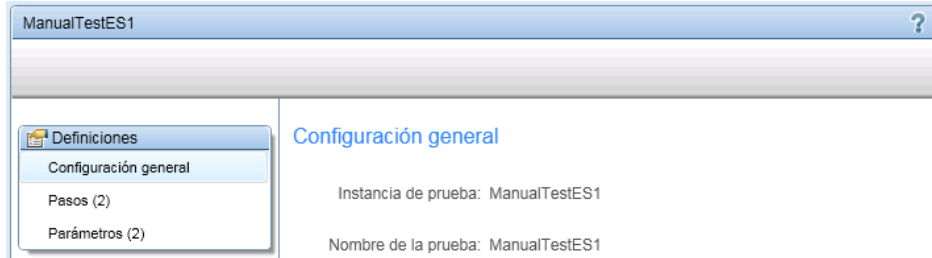 ManualTestES1
?
Definiciones
Configuración general
Pasos (2)
Parámetros (2)
Configuración general
Instancia de prueba: ManualTestES1
Nombre de la prueba: ManualTestES1